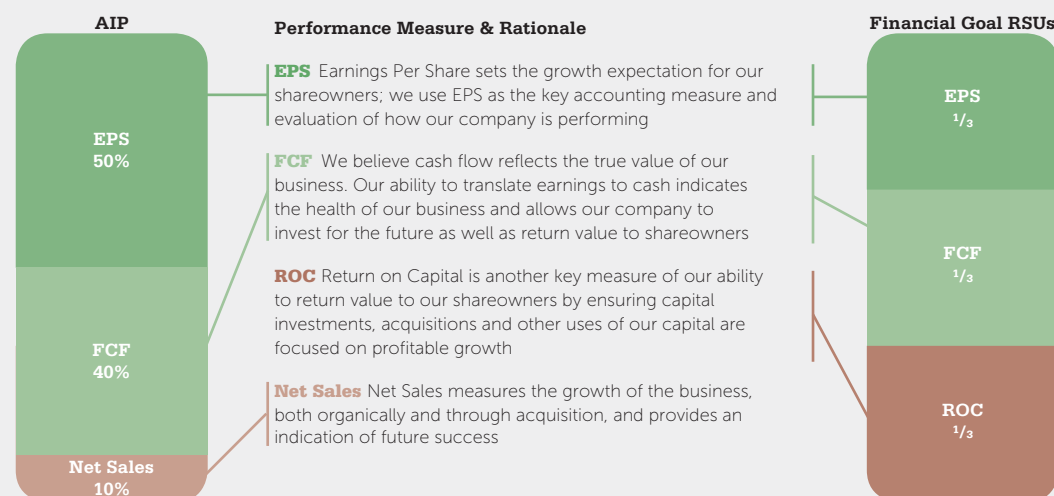 AIP
EPS
50%
FCF
40%
Net Sales
10%
Performance Measure & Rationale
EPS Earnings Per Share sets the growth expectation for our
shareowners; we use EPS as the key accounting measure and
evaluation of how our company is performing
FCF We believe cash flow reflects the true value of our
business. Our ability to translate earnings to cash indicates
the health of our business and allows our company to
invest for the future as well as return value to shareowners
ROC Return on Capital is another key measure of our ability
to return value to our shareowners by ensuring capital
investments, acquisitions and other uses of our capital are
focused on profitable growth
Net Sales Net Sales measures the growth of the business,
both organically and through acquisition, and provides an
indication of future success
Financial Goal RSUs
EPS
1/3
FCF
1/3
ROC
1/3